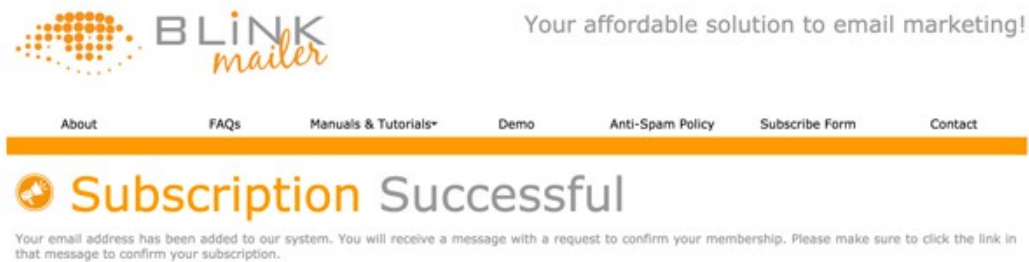 BLiNK
mailer
Your affordable solution to email marketing!
About FAQs Manuals & Tutorials Demo Anti-Spam Policy Subscribe Form Contact
Subscription Successful
Your email address has been added to our system. You will receive a message with a request to confirm your membership. Please make sure to click the link in
that message to confirm your subscription.